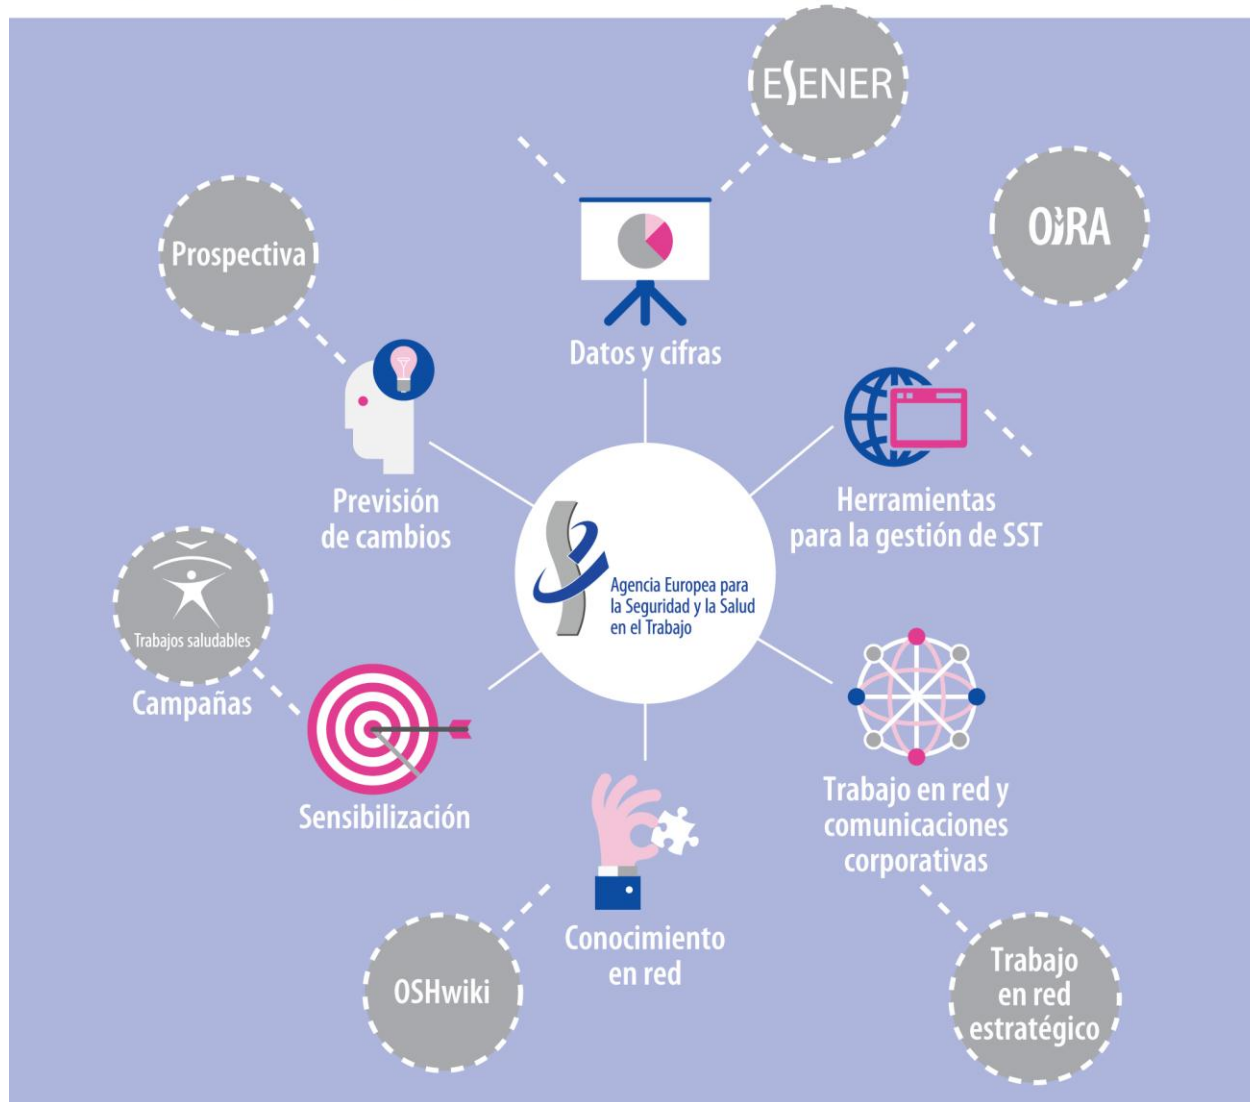 ESENER
OiRA
Prospectiva
Datos y cifras
Previsión
de cambios
Herramientas
para la gestión de SST
Agencia Europea para
la Seguridad y la Salud
en el Trabajo
Trabajos saludables
Campañas
Sensibilización
Trabajo en red y
comunicaciones
corporativas
Conocimiento
en red
OSHwiki
Trabajo
en red
estratégico